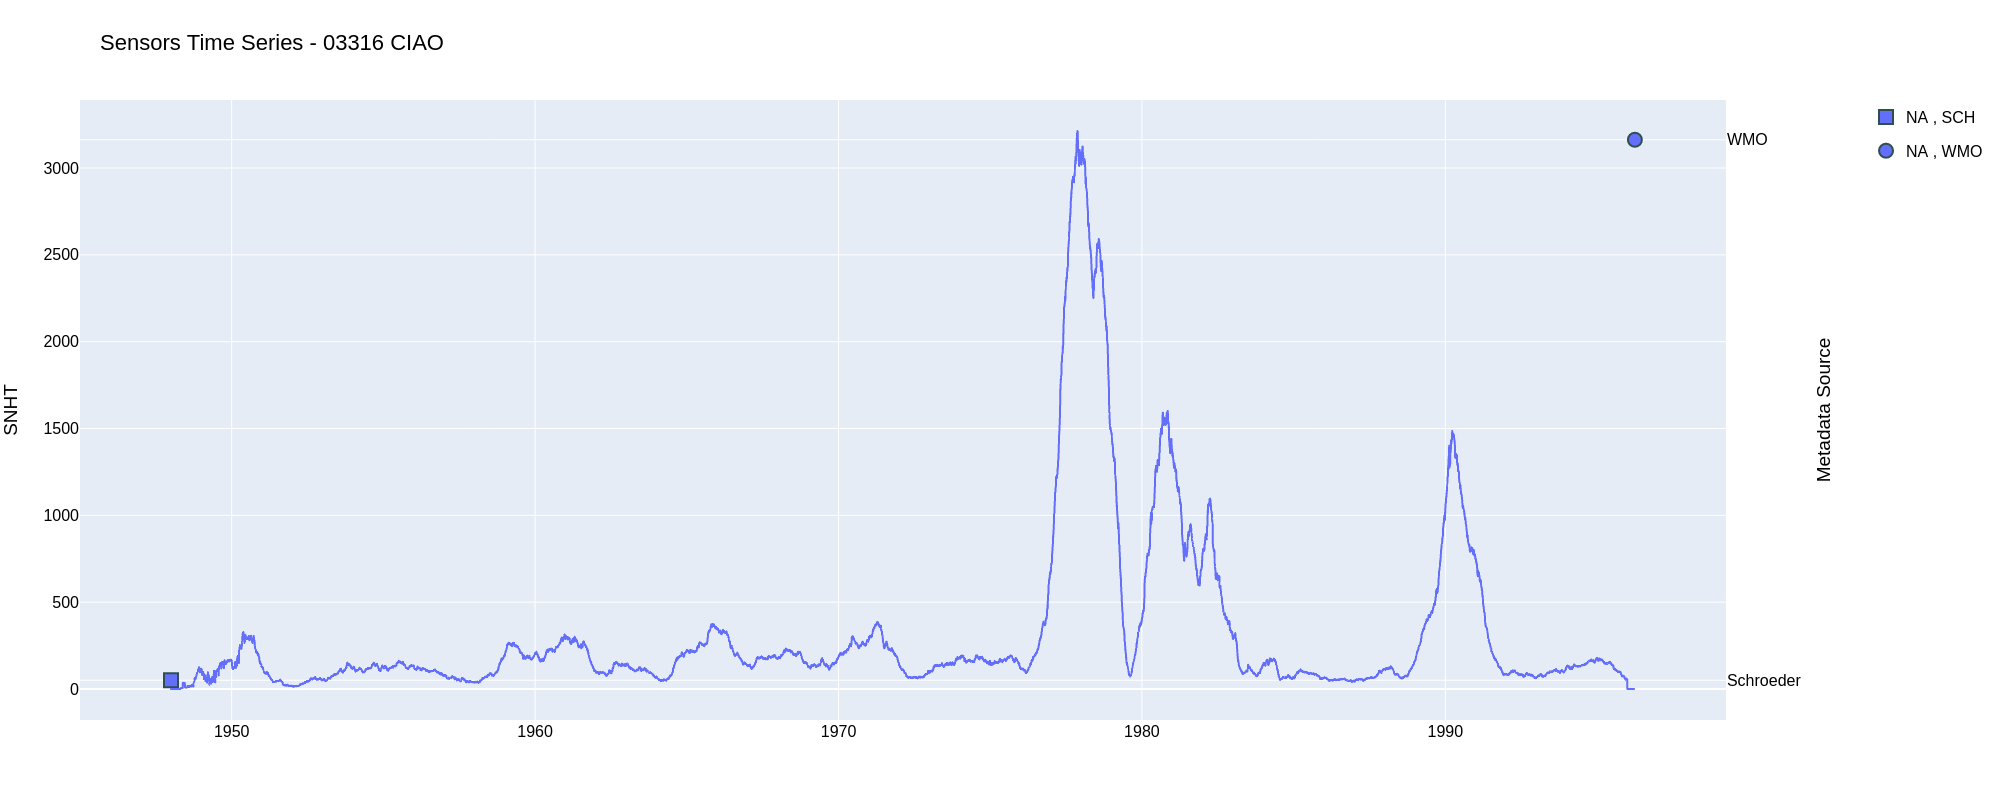 Sensors Time Series - 03316 CIAO
NA , SCH
NA , WMO
WMO
Schroeder
Metadata Source
SNHT
3000
2500
2000
1500
1000
500
0
1950 1960 1970 1980 1990